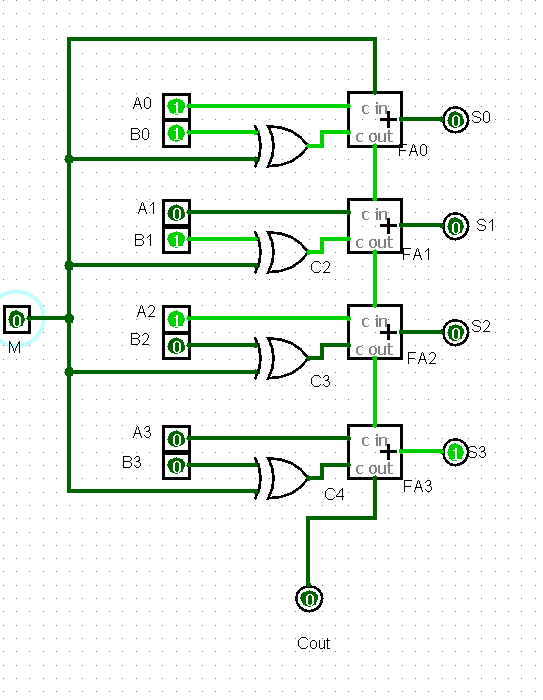 A0 1 c in
B0 1 c out 0 S0
FA0
A1 0 c in
B1 1 c out 0 S1
C2 FA1
A2 1 c in
B2 0 c out 0 S2
0
M
C3 FA2
A3 0 c in
B3 0 c out 1 S3
C4 FA3
0
Cout